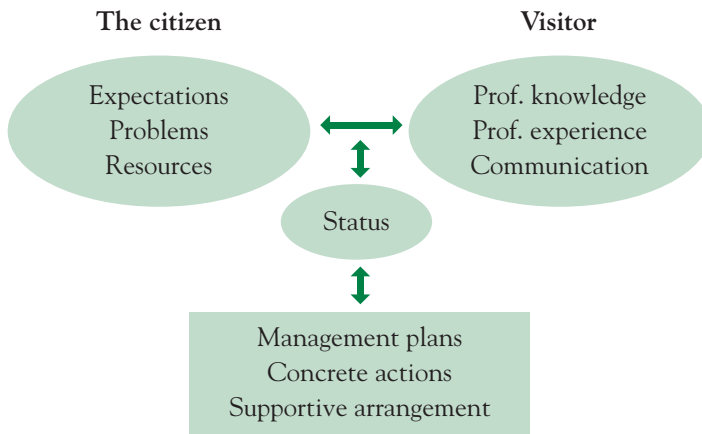 The citizen
Visitor
Expectations
Problems
Resources
Prof. knowledge
Prof. experience
Communication
Status
Management plans
Concrete actions
Supportive arrangement